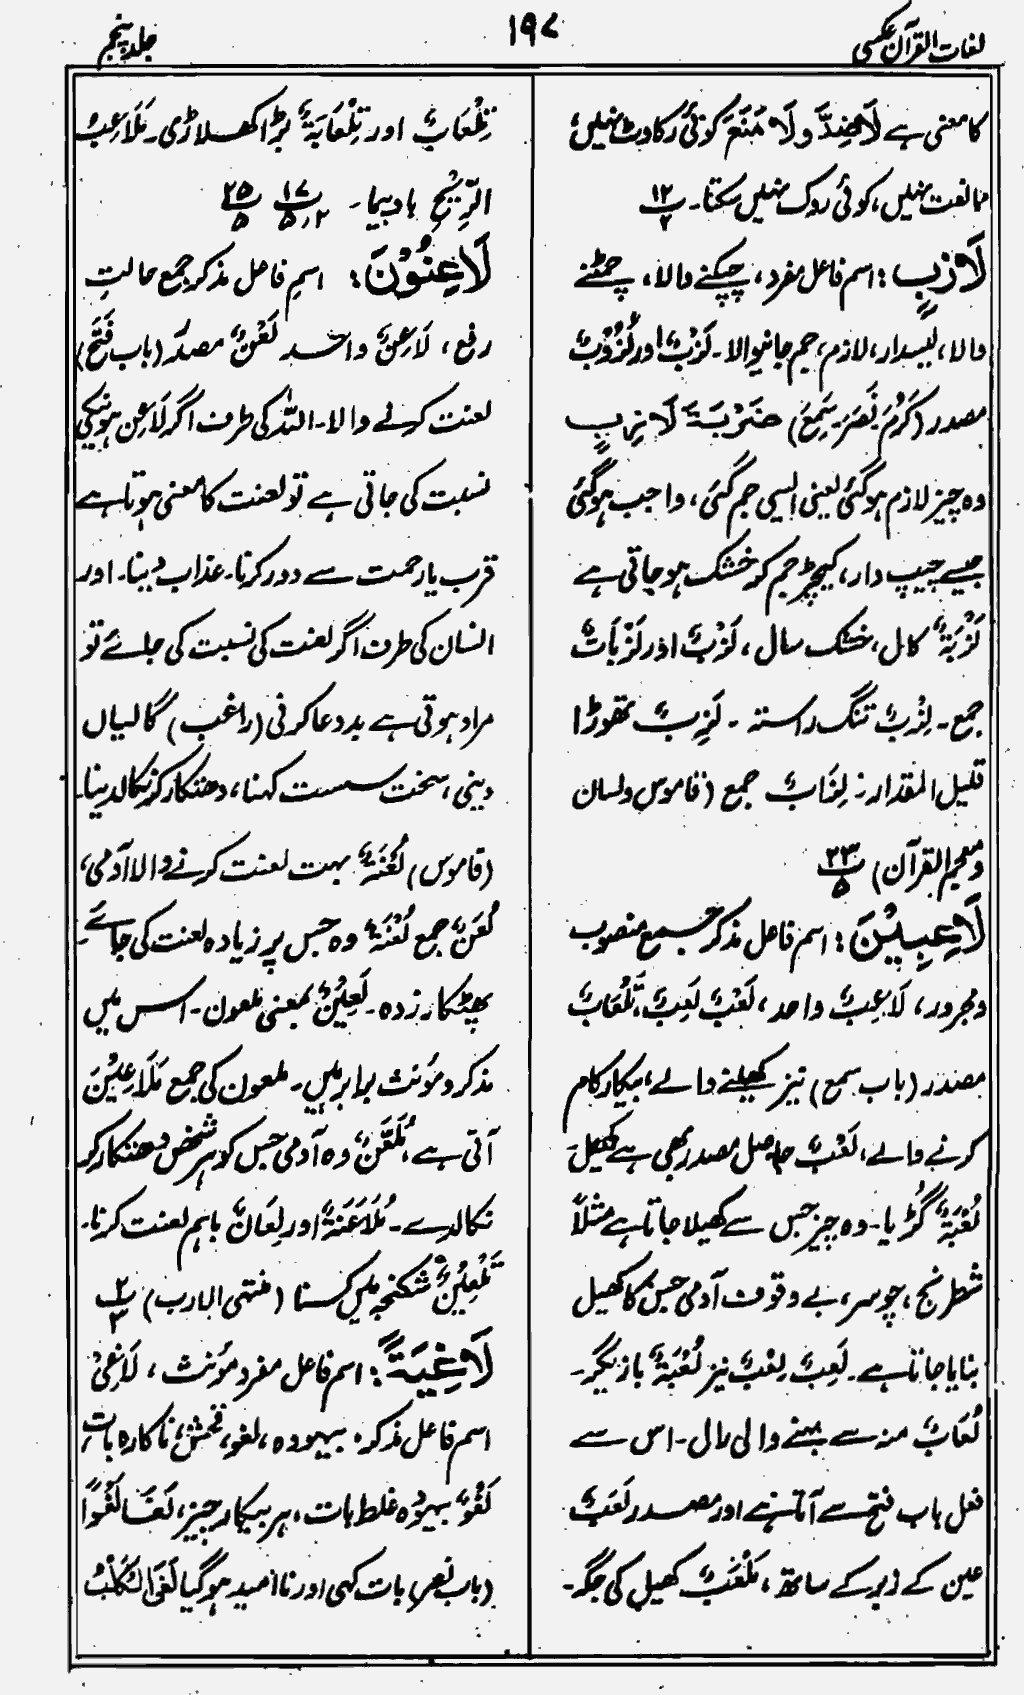 لغات القرآن عکسی
۱۹۷
جلد پنجم
کا معنی ہے لَا ضِدَّ و لَا مَنَعَ کوئی رکاوٹ نہیں،
ممانعت نہیں، کوئی روک نہیں سکتا۔ ۱۲
لَازِبٍ: اسم فاعل مفرد، چپکنے والا، چمٹنے
والا، لیسدار، لازم، جم جانیوالا۔ لَزْبٌ اور لُزُوْبٌ
مصدر (کَرُمَ نَصَرَ۔ سَمِعَ) ضَرْبَةَ لَازِبٍ
وہ چیز لازم ہوگئی یعنی ایسی جم گئی، واجب ہوگئی
جیسے چیپ دار، کیچڑ جم کر خشک ہو جاتی ہے
لَزْبَةٌ کال، خشک سال، لَزْبٌ اور لَزْبَاتٌ
جمع۔ لِزْبٌ تنگ راستہ۔ لَزِبٌ تھوڑا
قلیل المقدار۔ لِزَابٌ جمع (قاموس ولسان
ومعجم القرآن) ۲۳ ۵
لَاعِبِيْنَ: اسم فاعل مذکر جمع منصوب
ومجرور، لَاعِبٌ واحد، لَعْبٌ لَعِبٌ، تَلْعَابٌ
مصدر (باب سمع) نیز کھیلنے والے، بیکار کام
کرنے والے، لَعْبٌ حاصل مصدر بھی ہے کھیل
لُعْبَةٌ گڑیا۔ وہ چیز جس سے کھیلا جاتا ہے مثلاً
شطرنج، چوسر، بے وقوف آدمی جس کا کھیل
بنایا جاتا ہے۔ لَعِبٌ لِعْبٌ نیز لُعْبَةٌ بازیگر۔
لُعَابٌ منہ سے بہنے والی رال۔ اس سے
فعل باب فتح سے آتا ہے اور مصدر لَعَبٌ
عین کے زبر کے ساتھ، مَلْعَبٌ کھیل کی جگہ۔
تِلْعَابٌ اور تِلْعَابَةٌ بڑا کھلاڑی۔ مَلَاعِبُ
الرِّيْحِ بادپیما۔ ۱۷ ۵،۲ ۲۵ ۵
لَاعِنُوْنَ: اسم فاعل مذکر جمع حالتِ
رفع، لَاعِنٌ واحد لَعْنٌ مصدر (باب فَتَحَ)
لعنت کرنے والا۔ اللہ کی طرف اگر لَاعِن ہونیکی
نسبت کی جاتی ہے تو لعنت کا معنی ہوتا ہے
قرب یا رحمت سے دور کرنا۔ عذاب دینا۔ اور
انسان کی طرف اگر لعنت کی نسبت کی جائے تو
مراد ہوتی ہے بددعا کرنی (راغب) گالیاں
دینی، سخت سست کہنا، دھتکار کر نکالدینا۔
(قاموس) لُعْنَةٌ بہت لعنت کرنے والا آدمی،
لُعَنٌ جمع لُعْنَةٌ وہ جس پر زیادہ لعنت کی جائے۔
پھٹکار زدہ۔ لَعِيْنٌ بمعنی ملعون۔ اس میں
مذکر و مؤنث برابر ہیں۔ ملعون کی جمع مَلَاعِيْنَ
آتی ہے، مُلَعَّنٌ وہ آدمی جس کو ہر شخص دھتکار کر
نکالدے۔ مُلَاعَنَةٌ اور لِعَانٌ باہم لعنت کرنا۔
تَلْعِيْنٌ شکنجہ میں کسنا (منتہی الارب) ۲ ۳
لَاغِيَةً: اسم فاعل مفرد مؤنث، لَاغِیْ
اسم فاعل مذکر۔ بیہودہ، لغو، فحش، ناکارہ بات
لَغْوٌ بیہودہ غلط بات، ہر بیکار چیز، لَغَا لَغْوًا
(باب نصر) بات کہی اور ناامید ہوگیا لَغَیَ الْکَلْبُ